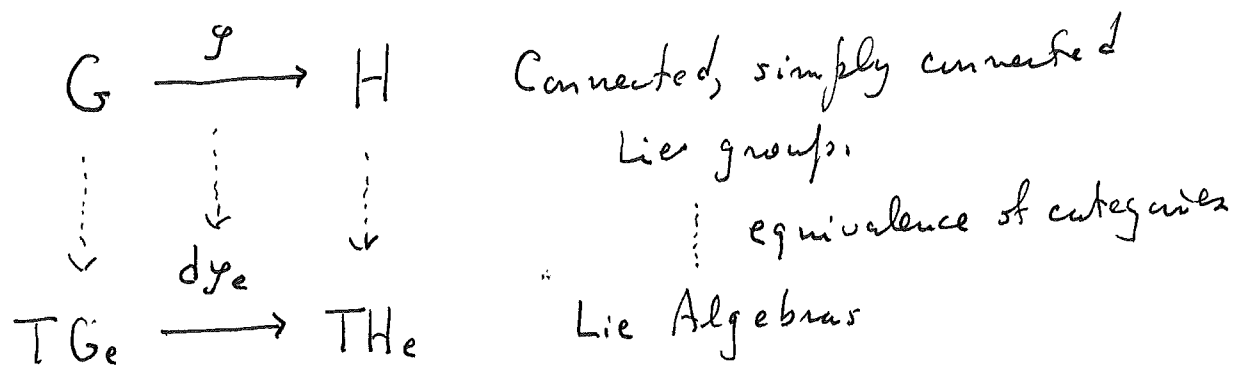 φ
G → H Connected, simply connected
Lie groups.
equivalence of categories
dφe
TGe → THe Lie Algebras